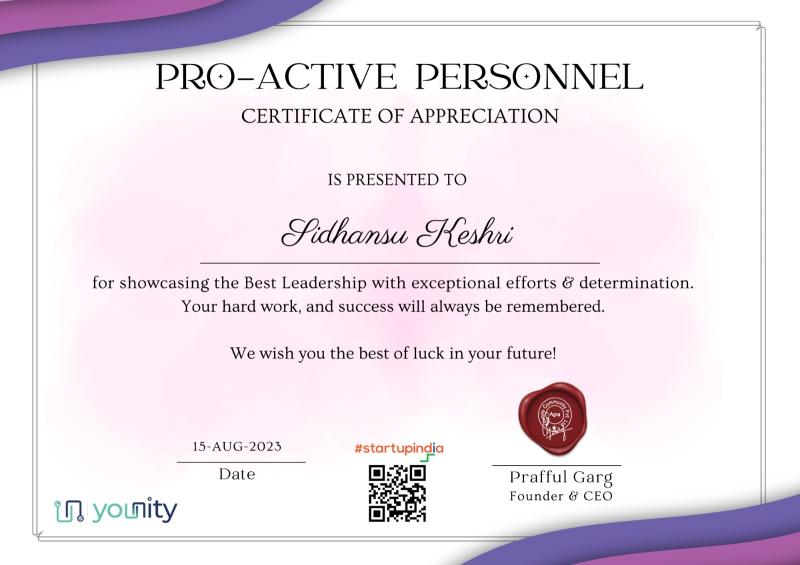 PRO-ACTIVE PERSONNEL
CERTIFICATE OF APPRECIATION
IS PRESENTED TO
Sidhansu Keshri
for showcasing the Best Leadership with exceptional efforts & determination.
Your hard work, and success will always be remembered.
We wish you the best of luck in your future!
15-AUG-2023
Date
#startupindia
Agra
Prafful Garg
Founder & CEO
younity